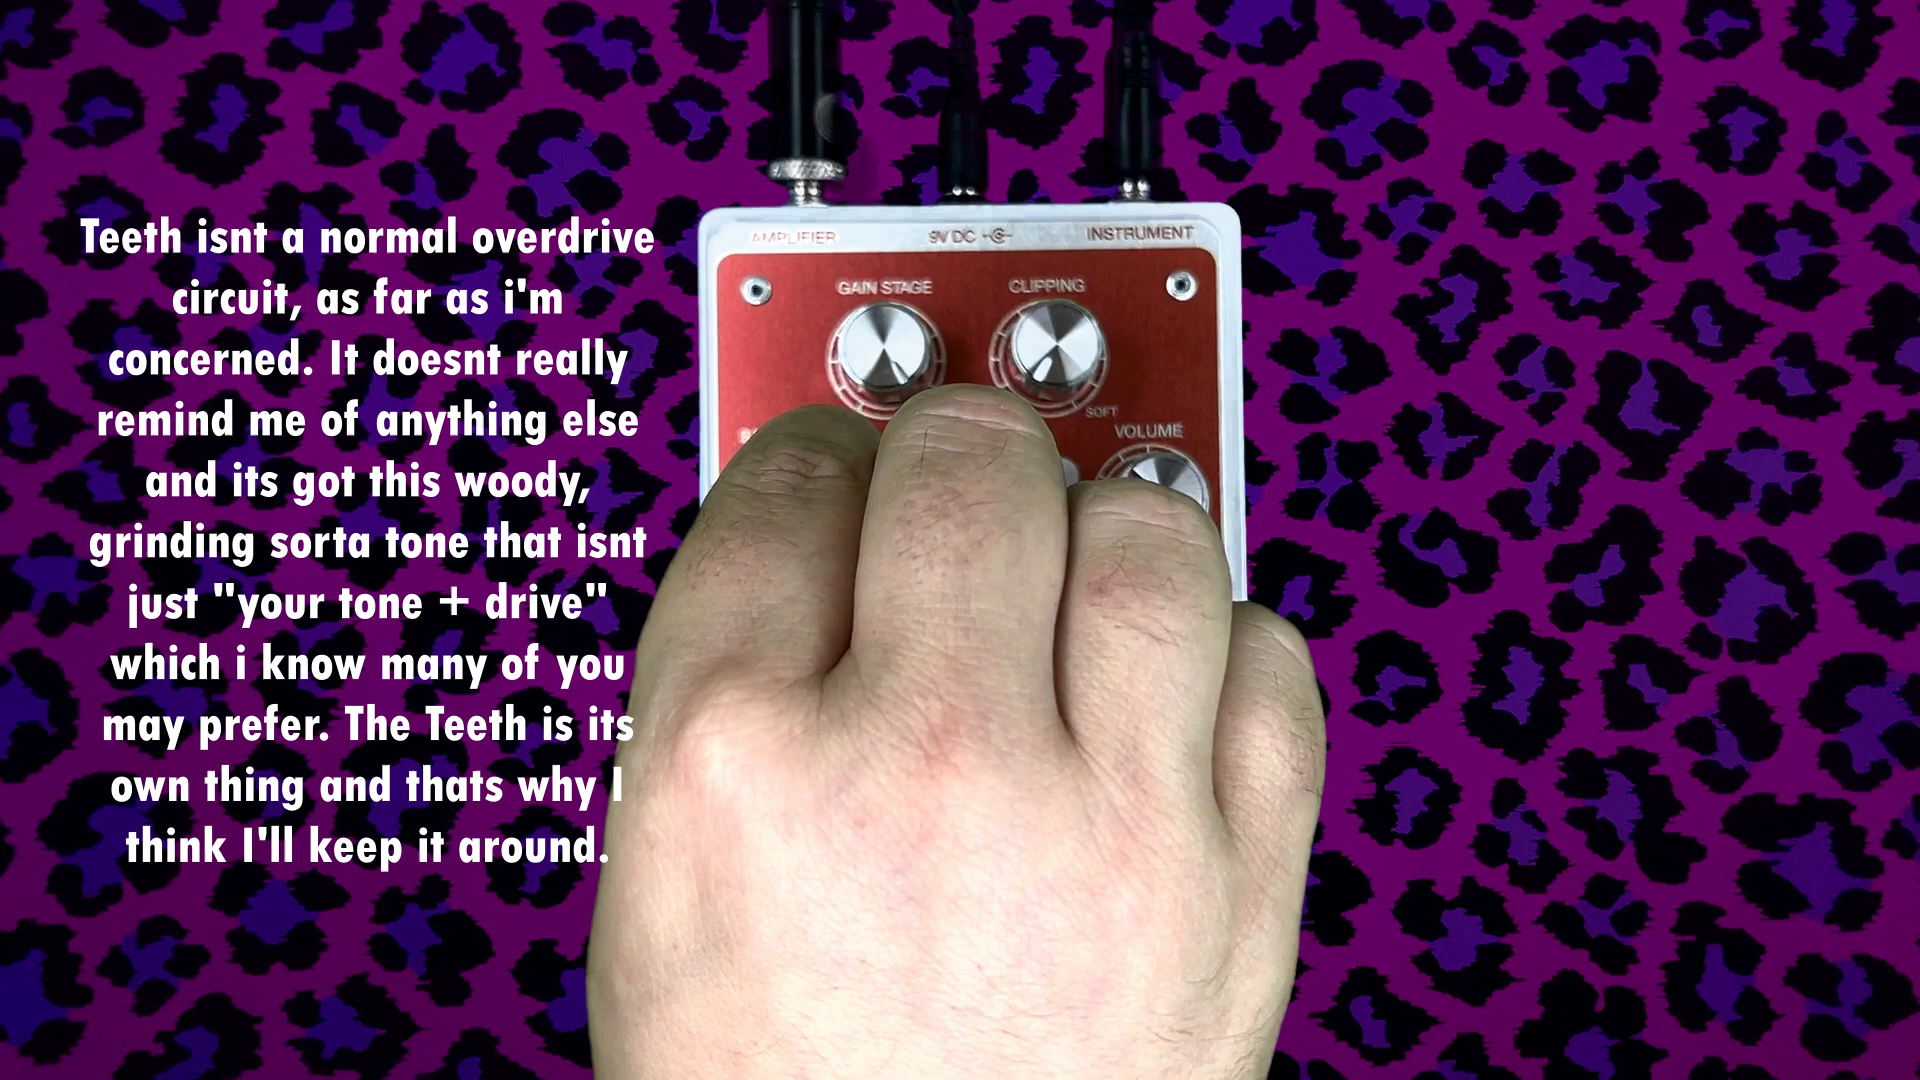 Teeth isnt a normal overdrive
circuit, as far as i'm
concerned. It doesnt really
remind me of anything else
and its got this woody,
grinding sorta tone that isnt
just "your tone + drive"
which i know many of you
may prefer. The Teeth is its
own thing and thats why I
think I'll keep it around.
AMPLIFIER 9V DC INSTRUMENT
GAIN STAGE CLIPPING
SOFT
VOLUME